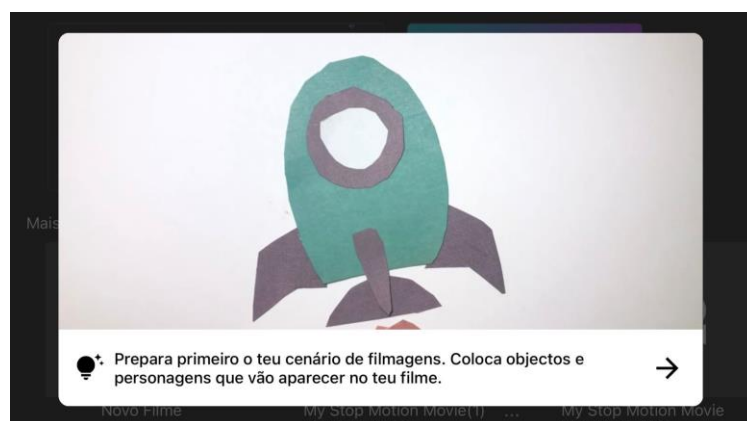 Mais
Prepara primeiro o teu cenário de filmagens. Coloca objectos e
personagens que vão aparecer no teu filme.
Novo Filme
My Stop Motion Movie(1) ...
My Stop Motion Movie